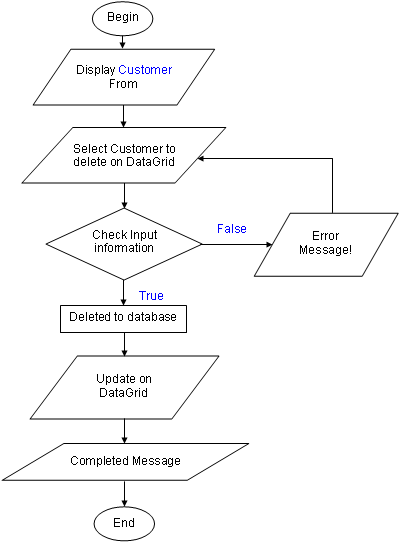 Begin
Display Customer
From
Select Customer to
delete on DataGrid
Check Input
information
False
Error
Message!
True
Deleted to database
Update on
DataGrid
Completed Message
End